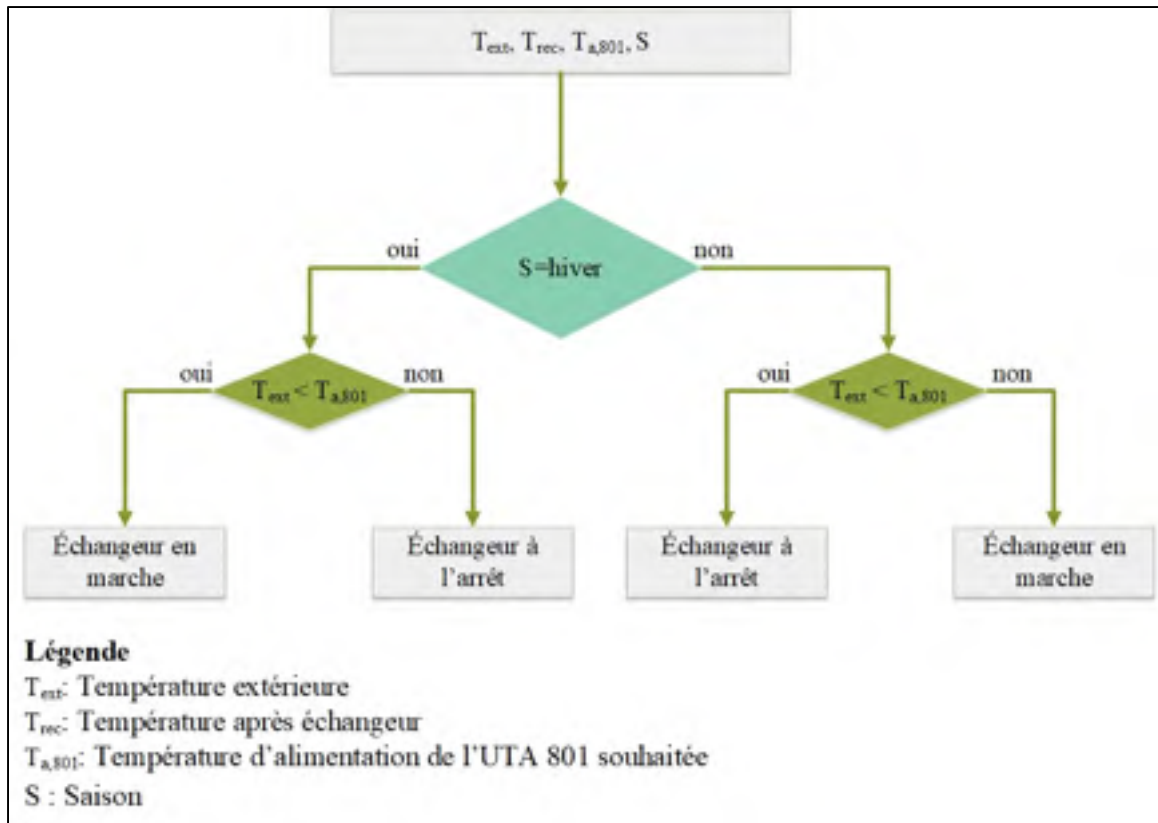 Text, Trec, Ta,801, S
S=hiver
oui
non
Text < Ta,801
oui
non
Text < Ta,801
oui
non
Échangeur en
marche
Échangeur à
l'arrêt
Échangeur à
l'arrêt
Échangeur en
marche
Légende
Text: Température extérieure
Trec: Température après échangeur
Ta,801: Température d'alimentation de l'UTA 801 souhaitée
S : Saison